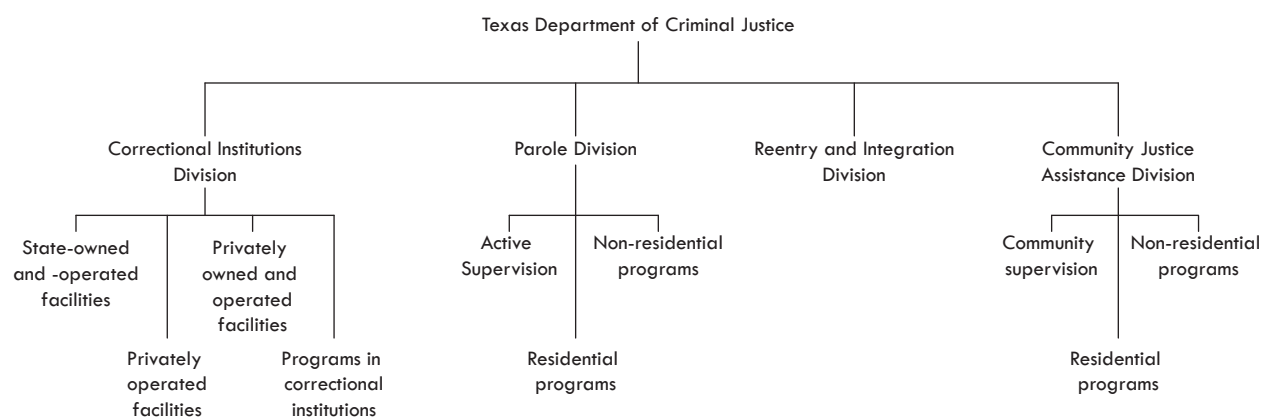 Texas Department of Criminal Justice
Correctional Institutions
Division
Parole Division
Reentry and Integration
Division
Community Justice
Assistance Division
State-owned
and -operated
facilities
Privately
operated
facilities
Privately
owned and
operated
facilities
Programs in
correctional
institutions
Active
Supervision
Residential
programs
Non-residential
programs
Community
supervision
Residential
programs
Non-residential
programs